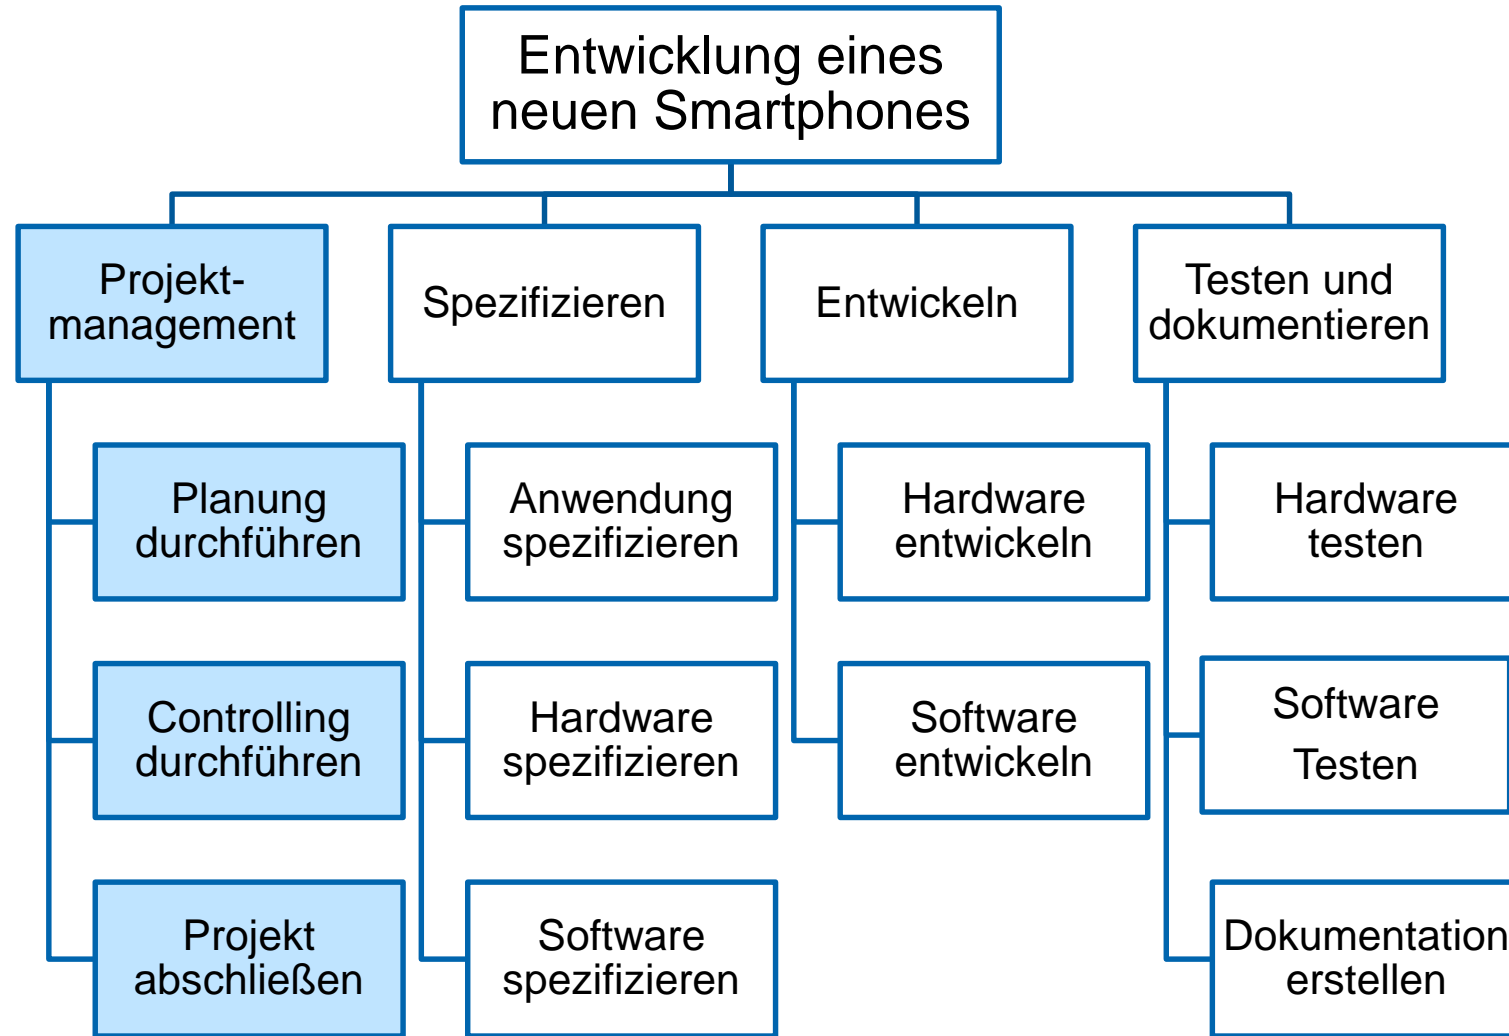 Entwicklung eines
neuen Smartphones
Projekt-
management
Spezifizieren
Entwickeln
Testen und
dokumentieren
Planung
durchführen
Anwendung
spezifizieren
Hardware
entwickeln
Hardware
testen
Controlling
durchführen
Hardware
spezifizieren
Software
entwickeln
Software
Testen
Projekt
abschließen
Software
spezifizieren
Dokumentation
erstellen